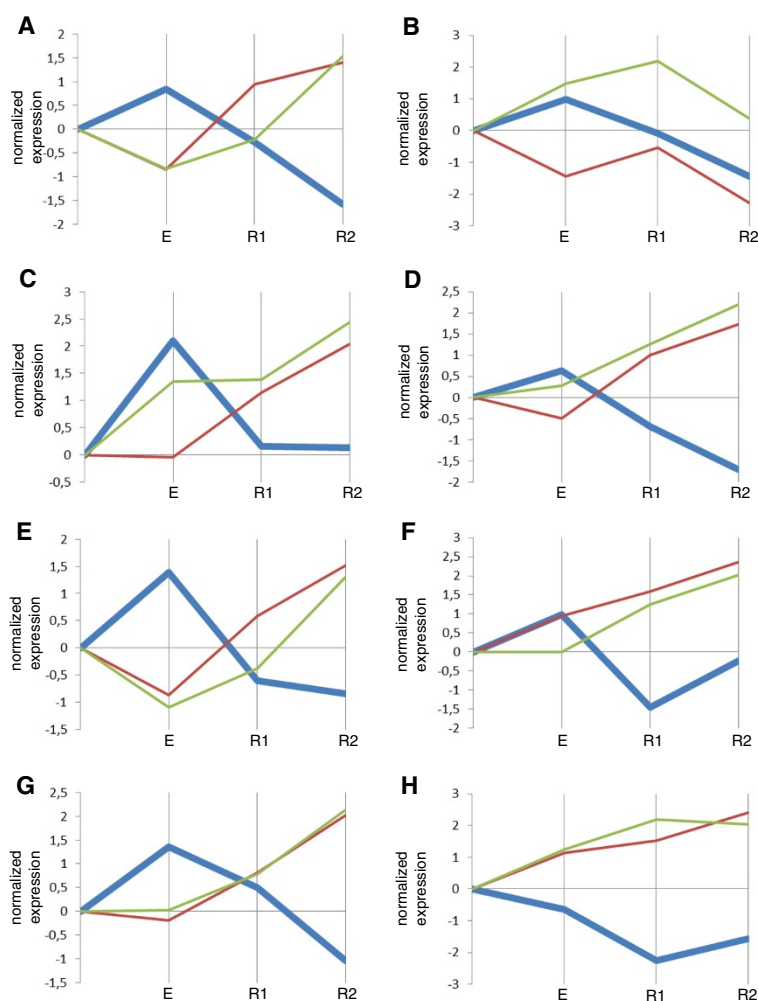 A
normalized
expression
2
1,5
1
0,5
0
-0,5
-1
-1,5
-2
E R1 R2
B
normalized
expression
3
2
1
0
-1
-2
-3
E R1 R2
C
normalized
expression
3
2,5
2
1,5
1
0,5
0
-0,5
E R1 R2
D
normalized
expression
2,5
2
1,5
1
0,5
0
-0,5
-1
-1,5
-2
E R1 R2
E
normalized
expression
2
1,5
1
0,5
0
-0,5
-1
-1,5
E R1 R2
F
normalized
expression
3
2,5
2
1,5
1
0,5
0
-0,5
-1
-1,5
-2
E R1 R2
G
normalized
expression
2,5
2
1,5
1
0,5
0
-0,5
-1
-1,5
E R1 R2
H
normalized
expression
3
2
1
0
-1
-2
-3
E R1 R2